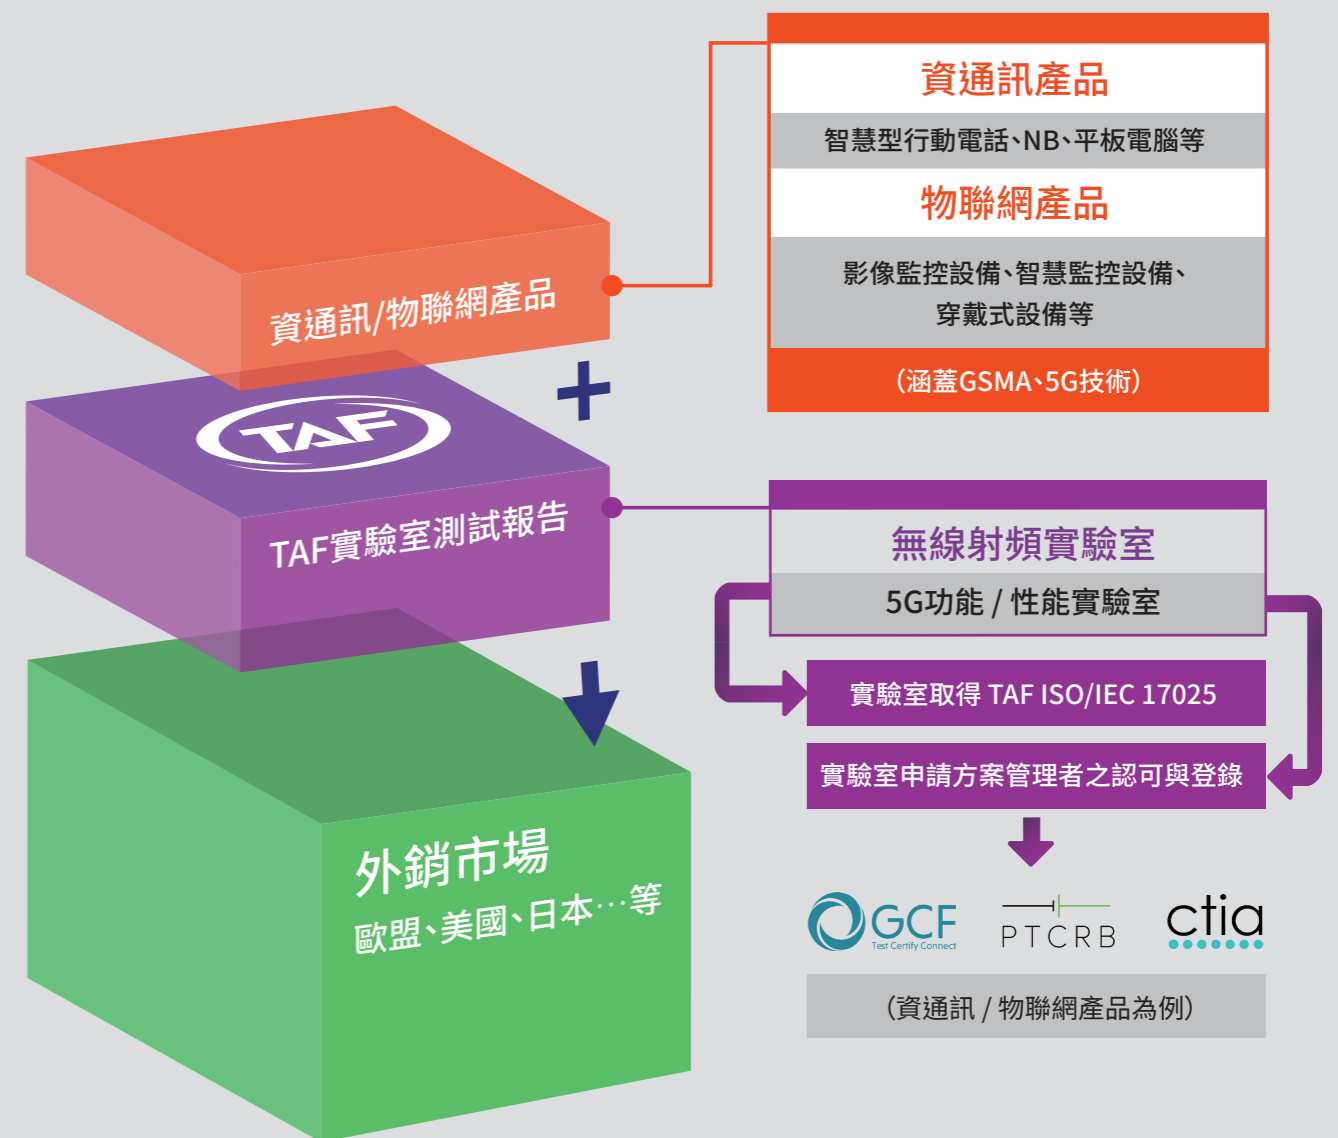 資通訊產品
智慧型行動電話、NB、平板電腦等
物聯網產品
影像監控設備、智慧監控設備、
穿戴式設備等
（涵蓋GSMA、5G技術）
資通訊/物聯網產品
TAF
TAF實驗室測試報告
無線射頻實驗室
5G功能 / 性能實驗室
實驗室取得 TAF ISO/IEC 17025
實驗室申請方案管理者之認可與登錄
外銷市場
歐盟、美國、日本…等
GCF
Test Certify Connect
PTCRB
ctia
（資通訊 / 物聯網產品為例）